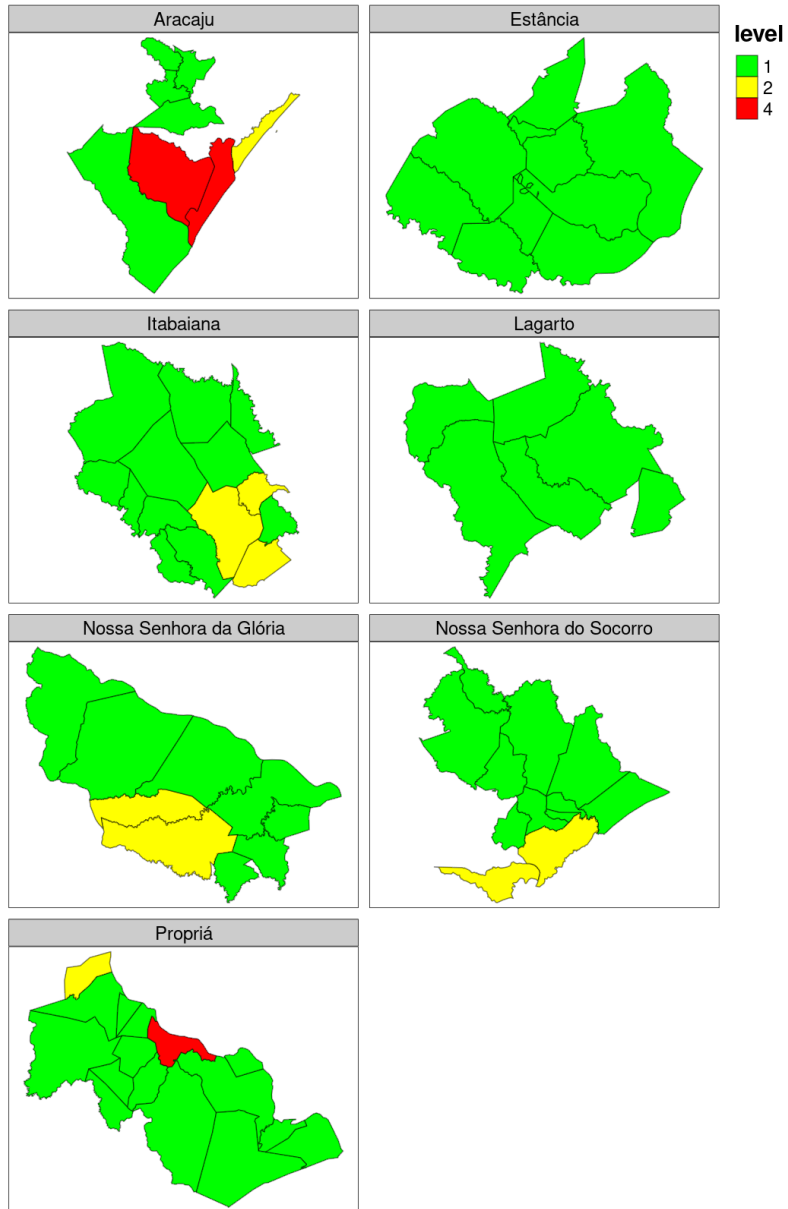 Aracaju
Estância
level
1
2
4
Itabaiana
Lagarto
Nossa Senhora da Glória
Nossa Senhora do Socorro
Propriá